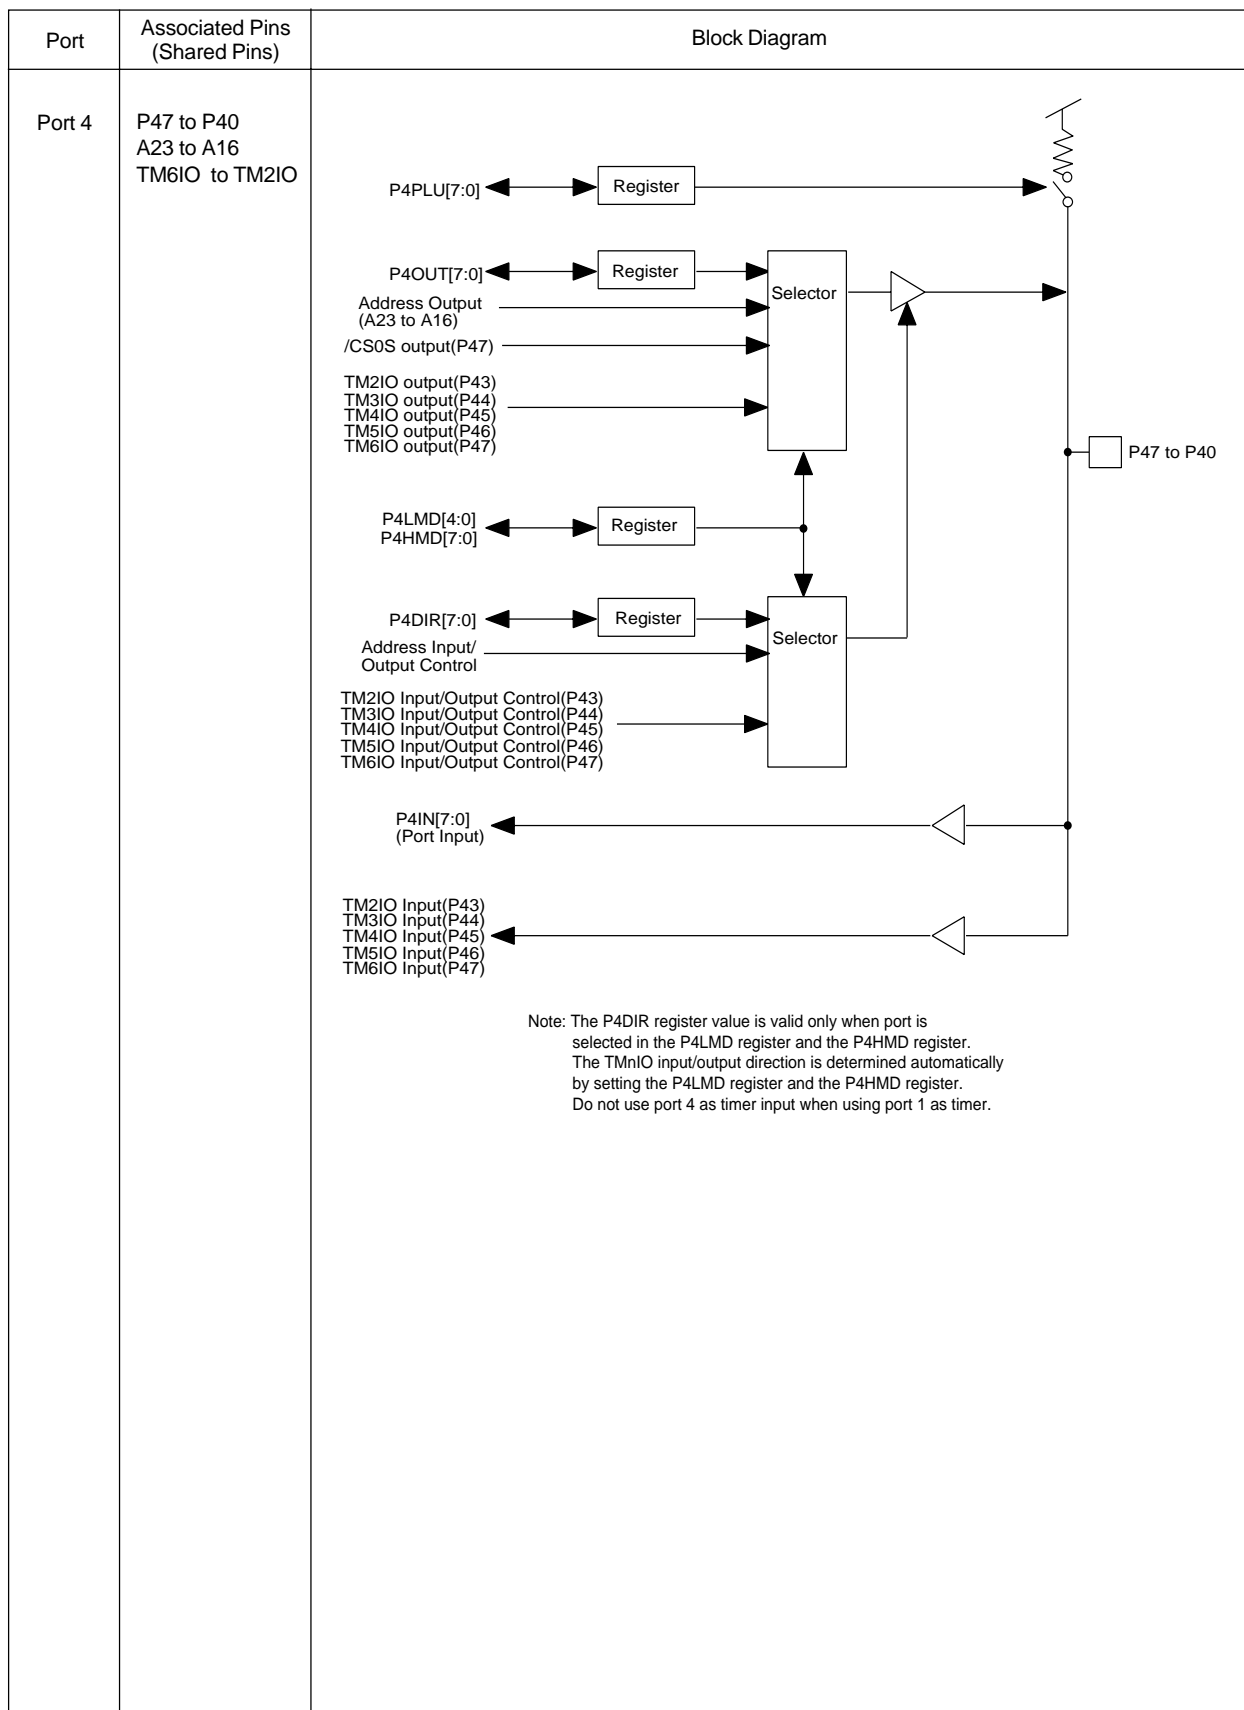 Port
Associated Pins
(Shared Pins)
Block Diagram
Port 4
P47 to P40
A23 to A16
TM6IO to TM2IO
P4PLU[7:0]
Register
P4OUT[7:0]
Register
Address Output
(A23 to A16)
/CS0S output(P47)
TM2IO output(P43)
TM3IO output(P44)
TM4IO output(P45)
TM5IO output(P46)
TM6IO output(P47)
Selector
P47 to P40
P4LMD[4:0]
P4HMD[7:0]
Register
P4DIR[7:0]
Register
Address Input/
Output Control
Selector
TM2IO Input/Output Control(P43)
TM3IO Input/Output Control(P44)
TM4IO Input/Output Control(P45)
TM5IO Input/Output Control(P46)
TM6IO Input/Output Control(P47)
P4IN[7:0]
(Port Input)
TM2IO Input(P43)
TM3IO Input(P44)
TM4IO Input(P45)
TM5IO Input(P46)
TM6IO Input(P47)
Note: The P4DIR register value is valid only when port is
selected in the P4LMD register and the P4HMD register.
The TMnIO input/output direction is determined automatically
by setting the P4LMD register and the P4HMD register.
Do not use port 4 as timer input when using port 1 as timer.